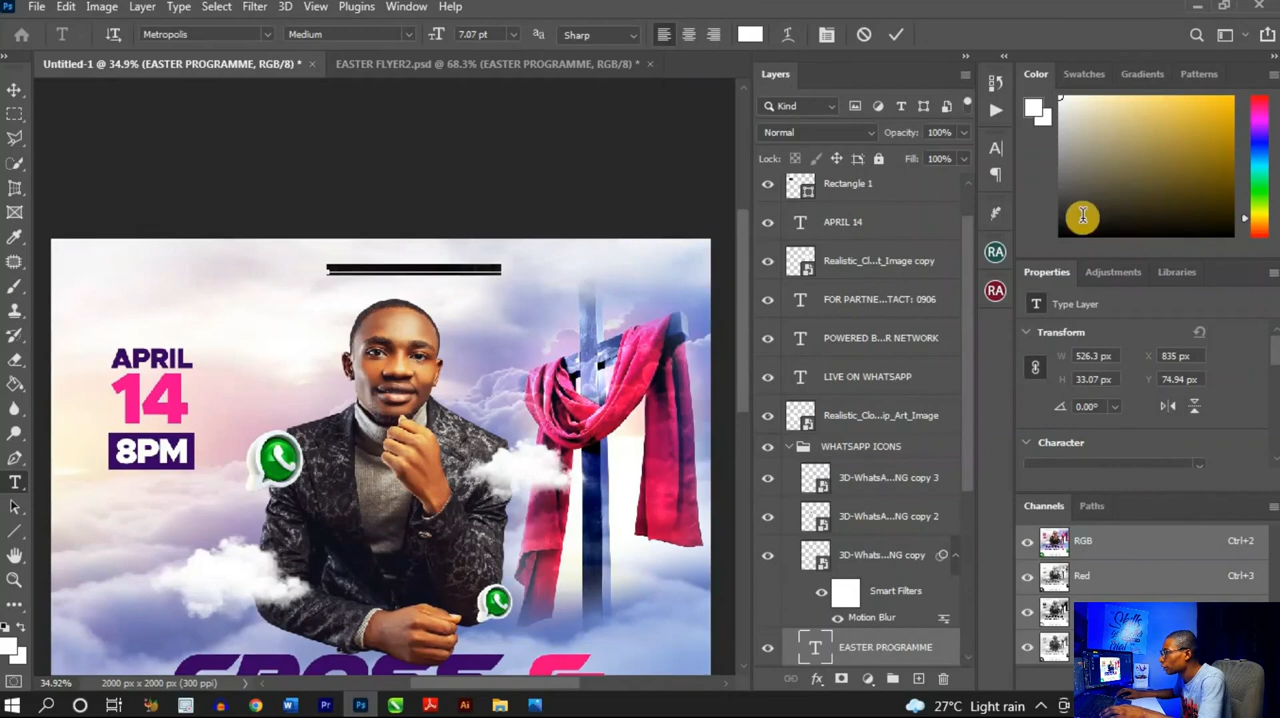 Ps File Edit Image Layer Type Select Filter 3D View Plugins Window Help
T Metropolis Medium 7.07 pt aa Sharp
Untitled-1 @ 34.9% (EASTER PROGRAMME, RGB/8) * × EASTER FLYER2.psd @ 68.3% (EASTER PROGRAMME, RGB/8) * ×
APRIL
14
8PM
34.92% 2000 px x 2000 px (300 ppi)
Layers
Kind
Normal Opacity: 100%
Lock: Fill: 100%
Rectangle 1
APRIL 14
Realistic_Cl...t_Image copy
FOR PARTNE...TACT: 0906
POWERED B...R NETWORK
LIVE ON WHATSAPP
Realistic_Clo...ip_Art_Image
WHATSAPP ICONS
3D-WhatsA...NG copy 3
3D-WhatsA...NG copy 2
3D-Whats...NG copy
Smart Filters
Motion Blur
EASTER PROGRAMME
fx
RA
RA
Color Swatches Gradients Patterns
Properties Adjustments Libraries
T Type Layer
Transform
W 526.3 px X 835 px
H 33.07 px Y 74.94 px
0.00°
Character
Channels Paths
RGB Ctrl+2
Red Ctrl+3
27°C Light rain